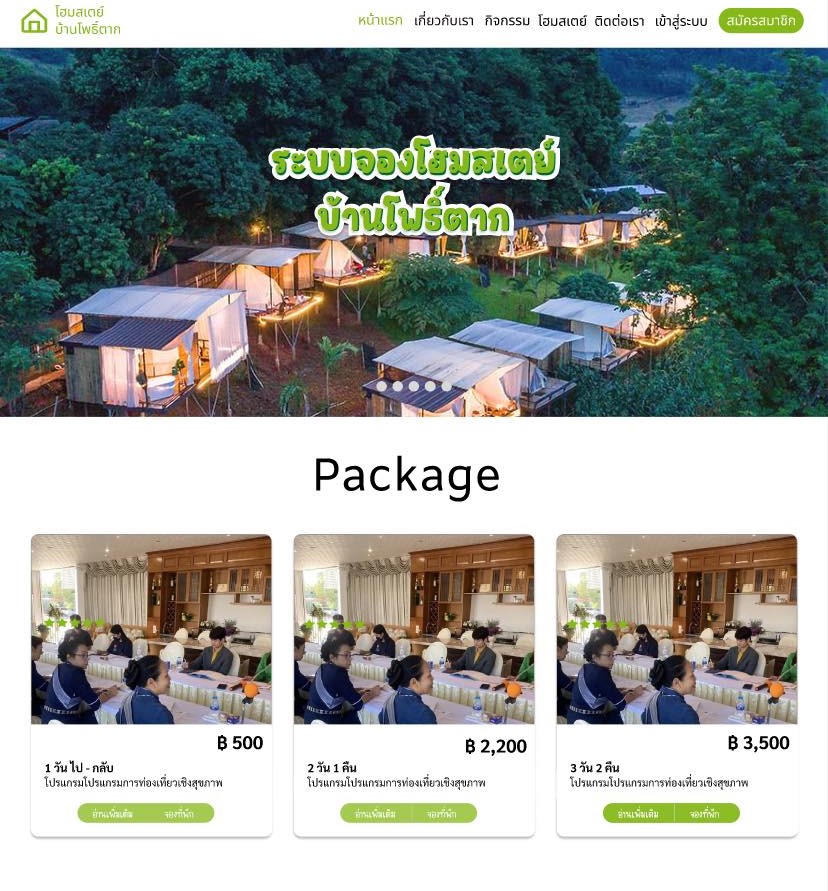 โฮมสเตย์
บ้านโพธิ์ตาก
หน้าแรก เกี่ยวกับเรา กิจกรรม โฮมสเตย์ ติดต่อเรา เข้าสู่ระบบ สมัครสมาชิก
ระบบจองโฮมสเตย์
บ้านโพธิ์ตาก
Package
฿ 500
1 วัน ไป - กลับ
โปรแกรมโปรแกรมการท่องเที่ยวเชิงสุขภาพ
อ่านเพิ่มเติม จองที่พัก
฿ 2,200
2 วัน 1 คืน
โปรแกรมโปรแกรมการท่องเที่ยวเชิงสุขภาพ
อ่านเพิ่มเติม จองที่พัก
฿ 3,500
3 วัน 2 คืน
โปรแกรมโปรแกรมการท่องเที่ยวเชิงสุขภาพ
อ่านเพิ่มเติม จองที่พัก